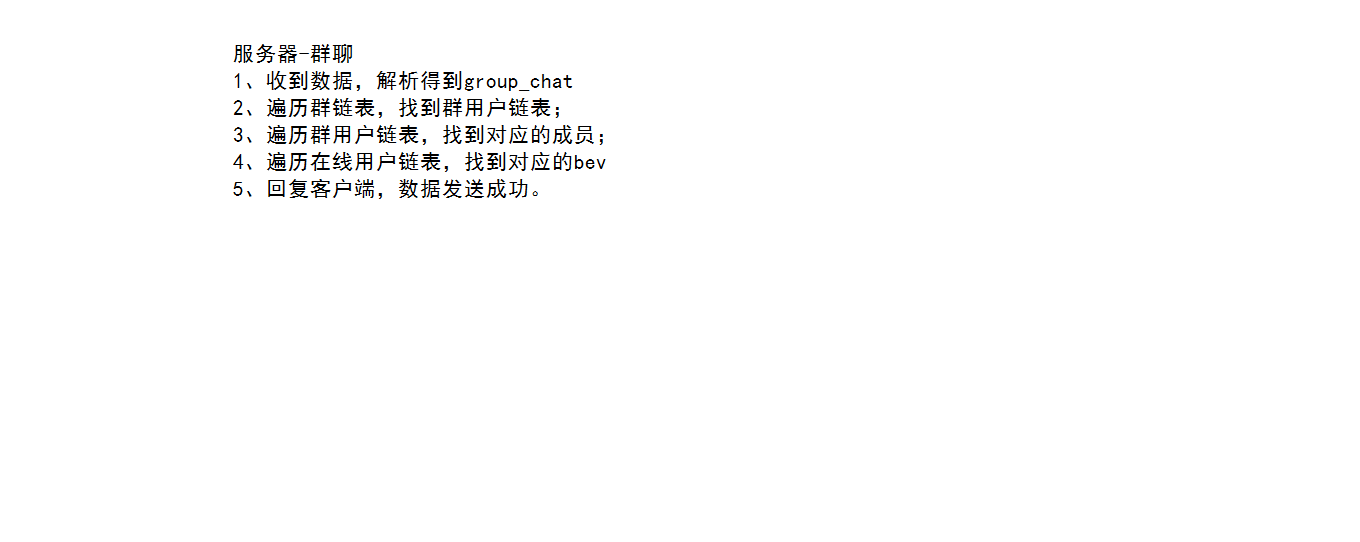 服务器-群聊
1、收到数据，解析得到group_chat
2、遍历群链表，找到群用户链表；
3、遍历群用户链表，找到对应的成员；
4、遍历在线用户链表，找到对应的bev
5、回复客户端，数据发送成功。